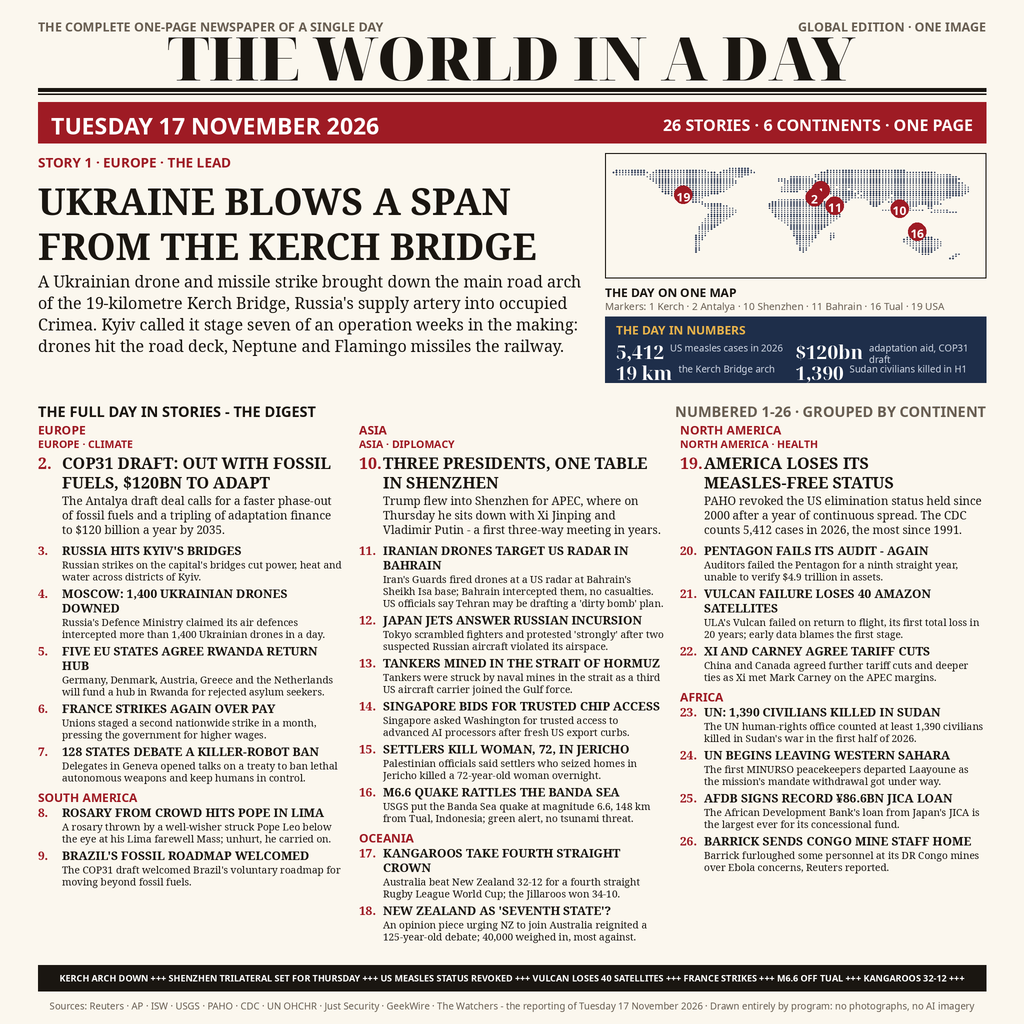 THE COMPLETE ONE-PAGE NEWSPAPER OF A SINGLE DAY
GLOBAL EDITION · ONE IMAGE
THE WORLD IN A DAY
TUESDAY 17 NOVEMBER 2026
26 STORIES · 6 CONTINENTS · ONE PAGE
STORY 1 · EUROPE · THE LEAD
UKRAINE BLOWS A SPAN
FROM THE KERCH BRIDGE
A Ukrainian drone and missile strike brought down the main road arch
of the 19-kilometre Kerch Bridge, Russia's supply artery into occupied
Crimea. Kyiv called it stage seven of an operation weeks in the making:
drones hit the road deck, Neptune and Flamingo missiles the railway.
19
2
11
10
16
THE DAY ON ONE MAP
Markers: 1 Kerch · 2 Antalya · 10 Shenzhen · 11 Bahrain · 16 Tual · 19 USA
THE DAY IN NUMBERS
5,412 US measles cases in 2026
$120bn adaptation aid, COP31
draft
19 km the Kerch Bridge arch
1,390 Sudan civilians killed in H1
THE FULL DAY IN STORIES - THE DIGEST
NUMBERED 1-26 · GROUPED BY CONTINENT
EUROPE
EUROPE · CLIMATE
2. COP31 DRAFT: OUT WITH FOSSIL
FUELS, $120BN TO ADAPT
The Antalya draft deal calls for a faster phase-out
of fossil fuels and a tripling of adaptation finance
to $120 billion a year by 2035.
3. RUSSIA HITS KYIV'S BRIDGES
Russian strikes on the capital's bridges cut power, heat and
water across districts of Kyiv.
4. MOSCOW: 1,400 UKRAINIAN DRONES
DOWNED
Russia's Defence Ministry claimed its air defences
intercepted more than 1,400 Ukrainian drones in a day.
5. FIVE EU STATES AGREE RWANDA RETURN
HUB
Germany, Denmark, Austria, Greece and the Netherlands
will fund a hub in Rwanda for rejected asylum seekers.
6. FRANCE STRIKES AGAIN OVER PAY
Unions staged a second nationwide strike in a month,
pressing the government for higher wages.
7. 128 STATES DEBATE A KILLER-ROBOT BAN
Delegates in Geneva opened talks on a treaty to ban lethal
autonomous weapons and keep humans in control.
SOUTH AMERICA
8. ROSARY FROM CROWD HITS POPE IN LIMA
A rosary thrown by a well-wisher struck Pope Leo below
the eye at his Lima farewell Mass; unhurt, he carried on.
9. BRAZIL'S FOSSIL ROADMAP WELCOMED
The COP31 draft welcomed Brazil's voluntary roadmap for
moving beyond fossil fuels.
ASIA
ASIA · DIPLOMACY
10. THREE PRESIDENTS, ONE TABLE
IN SHENZHEN
Trump flew into Shenzhen for APEC, where on
Thursday he sits down with Xi Jinping and
Vladimir Putin - a first three-way meeting in years.
11. IRANIAN DRONES TARGET US RADAR IN
BAHRAIN
Iran's Guards fired drones at a US radar at Bahrain's
Sheikh Isa base; Bahrain intercepted them, no casualties.
US officials say Tehran may be drafting a 'dirty bomb' plan.
12. JAPAN JETS ANSWER RUSSIAN INCURSION
Tokyo scrambled fighters and protested 'strongly' after two
suspected Russian aircraft violated its airspace.
13. TANKERS MINED IN THE STRAIT OF HORMUZ
Tankers were struck by naval mines in the strait as a third
US aircraft carrier joined the Gulf force.
14. SINGAPORE BIDS FOR TRUSTED CHIP ACCESS
Singapore asked Washington for trusted access to
advanced AI processors after fresh US export curbs.
15. SETTLERS KILL WOMAN, 72, IN JERICHO
Palestinian officials said settlers who seized homes in
Jericho killed a 72-year-old woman overnight.
16. M6.6 QUAKE RATTLES THE BANDA SEA
USGS put the Banda Sea quake at magnitude 6.6, 148 km
from Tual, Indonesia; green alert, no tsunami threat.
OCEANIA
17. KANGAROOS TAKE FOURTH STRAIGHT
CROWN
Australia beat New Zealand 32-12 for a fourth straight
Rugby League World Cup; the Jillaroos won 34-10.
18. NEW ZEALAND AS 'SEVENTH STATE'?
An opinion piece urging NZ to join Australia reignited a
125-year-old debate; 40,000 weighed in, most against.
NORTH AMERICA
NORTH AMERICA · HEALTH
19. AMERICA LOSES ITS
MEASLES-FREE STATUS
PAHO revoked the US elimination status held since
2000 after a year of continuous spread. The CDC
counts 5,412 cases in 2026, the most since 1991.
20. PENTAGON FAILS ITS AUDIT - AGAIN
Auditors failed the Pentagon for a ninth straight year,
unable to verify $4.9 trillion in assets.
21. VULCAN FAILURE LOSES 40 AMAZON
SATELLITES
ULA's Vulcan failed on return to flight, its first total loss in
20 years; early data blames the first stage.
22. XI AND CARNEY AGREE TARIFF CUTS
China and Canada agreed further tariff cuts and deeper
ties as Xi met Mark Carney on the APEC margins.
AFRICA
23. UN: 1,390 CIVILIANS KILLED IN SUDAN
The UN human-rights office counted at least 1,390 civilians
killed in Sudan's war in the first half of 2026.
24. UN BEGINS LEAVING WESTERN SAHARA
The first MINURSO peacekeepers departed Laayoune as
the mission's mandate withdrawal got under way.
25. AFDB SIGNS RECORD ¥86.6BN JICA LOAN
The African Development Bank's loan from Japan's JICA is
the largest ever for its concessional fund.
26. BARRICK SENDS CONGO MINE STAFF HOME
Barrick furloughed some personnel at its DR Congo mines
over Ebola concerns, Reuters reported.
KERCH ARCH DOWN +++ SHENZHEN TRILATERAL SET FOR THURSDAY +++ US MEASLES STATUS REVOKED +++ VULCAN LOSES 40 SATELLITES +++ FRANCE STRIKES +++ M6.6 OFF TUAL +++ KANGAROOS 32-12 +++
Sources: Reuters · AP · ISW · USGS · PAHO · CDC · UN OHCHR · Just Security · GeekWire · The Watchers - the reporting of Tuesday 17 November 2026 · Drawn entirely by program: no photographs, no AI imagery